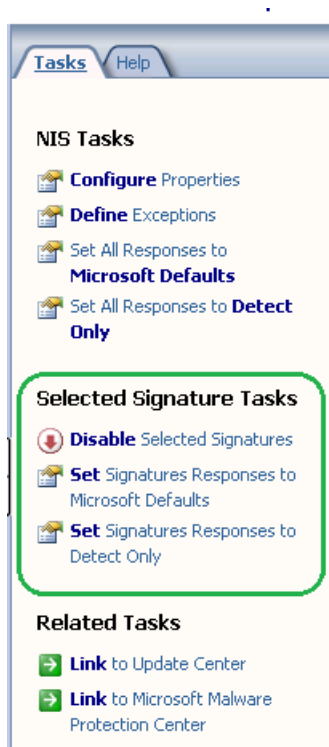 Tasks
Help
NIS Tasks
Configure Properties
Define Exceptions
Set All Responses to
Microsoft Defaults
Set All Responses to Detect
Only
Selected Signature Tasks
Disable Selected Signatures
Set Signatures Responses to
Microsoft Defaults
Set Signatures Responses to
Detect Only
Related Tasks
Link to Update Center
Link to Microsoft Malware
Protection Center